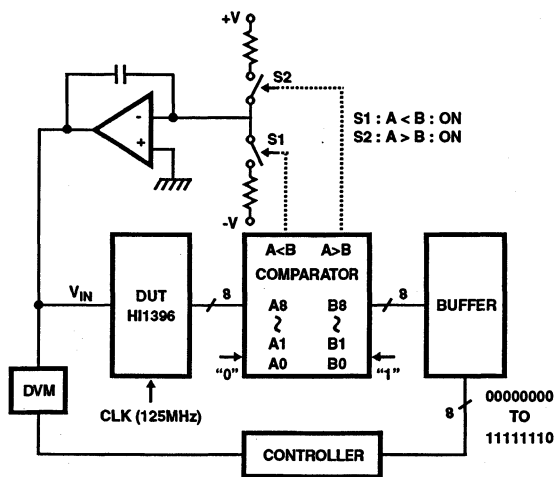 +V
S2
S1 : A < B : ON
S2 : A > B : ON
-
+
S1
-V
A<B A>B
COMPARATOR
A8 B8
A1 B1
A0 B0
DUT
HI1396
VIN
8
8
BUFFER
"0"
"1"
DVM
CLK (125MHz)
8
00000000
TO
11111110
CONTROLLER